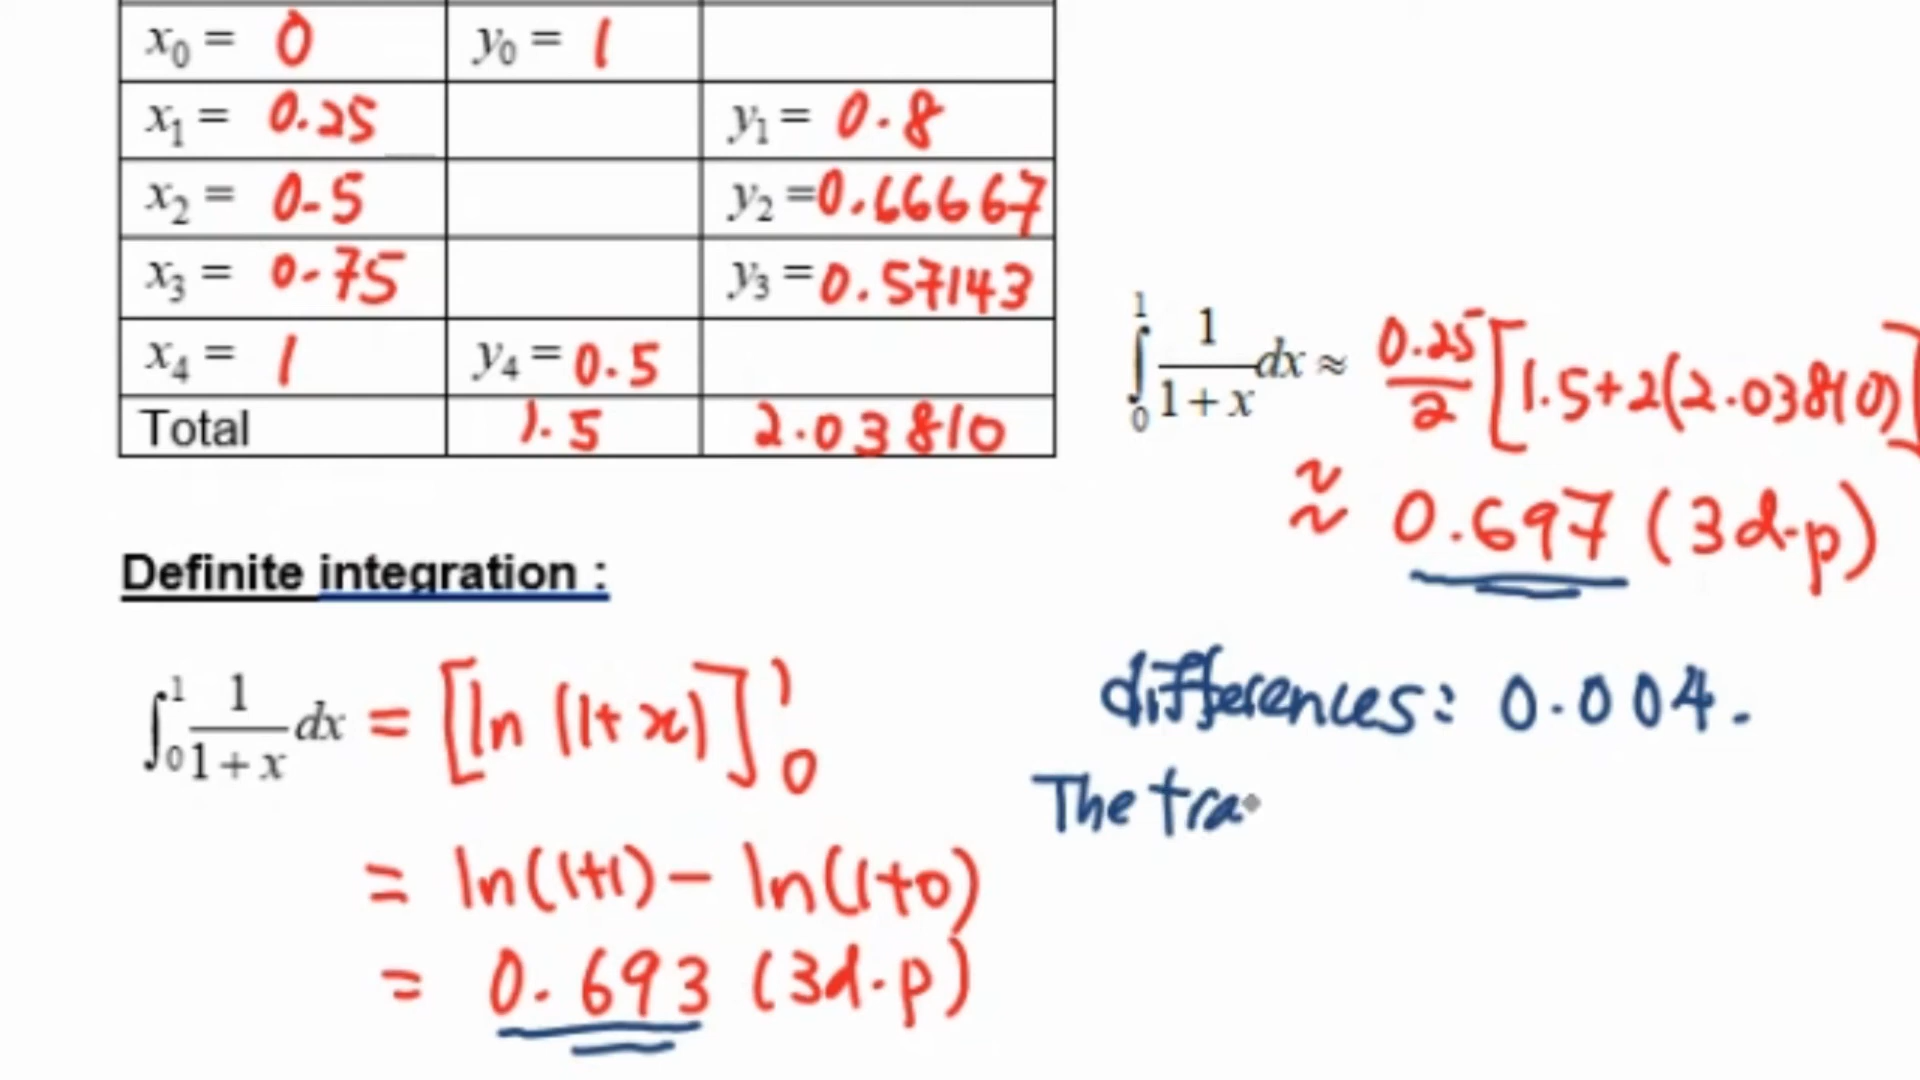 x₀ = 0 y₀ = 1
x₁ = 0.25 y₁ = 0.8
x₂ = 0.5 y₂ = 0.66667
x₃ = 0.75 y₃ = 0.57143
x₄ = 1 y₄ = 0.5
Total 1.5 2.03810
∫₀¹ 1/(1+x) dx ≈ 0.25/2 [1.5+2(2.03810)]
≈ 0.697 (3d.p)
Definite integration :
∫₀¹ 1/(1+x) dx = [ln (1+x)]₀¹
= ln(1+1) − ln(1+0)
= 0.693 (3d.p)
differences: 0.004.
The tra